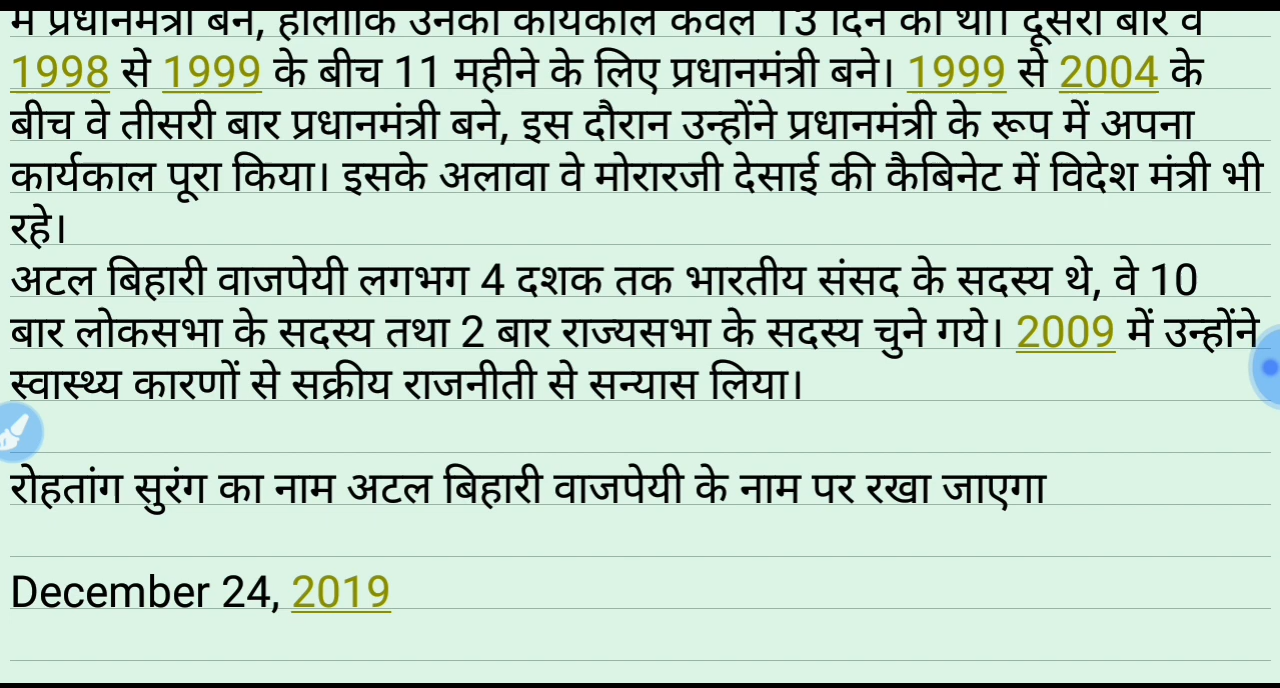 में प्रधानमंत्री बने, हालाँकि उनका कार्यकाल केवल 13 दिन का था। दूसरी बार वे
1998 से 1999 के बीच 11 महीने के लिए प्रधानमंत्री बने। 1999 से 2004 के
बीच वे तीसरी बार प्रधानमंत्री बने, इस दौरान उन्होंने प्रधानमंत्री के रूप में अपना
कार्यकाल पूरा किया। इसके अलावा वे मोरारजी देसाई की कैबिनेट में विदेश मंत्री भी
रहे।
अटल बिहारी वाजपेयी लगभग 4 दशक तक भारतीय संसद के सदस्य थे, वे 10
बार लोकसभा के सदस्य तथा 2 बार राज्यसभा के सदस्य चुने गये। 2009 में उन्होंने
स्वास्थ्य कारणों से सक्रीय राजनीती से सन्यास लिया।
रोहतांग सुरंग का नाम अटल बिहारी वाजपेयी के नाम पर रखा जाएगा
December 24, 2019